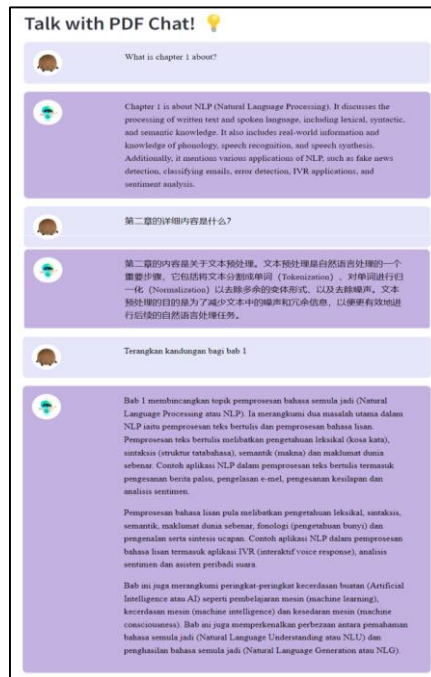 Talk with PDF Chat! 💡
What is chapter 1 about?
Chapter 1 is about NLP (Natural Language Processing). It discusses the
processing of written text and spoken language, including lexical, syntactic,
and semantic knowledge. It also includes real-world information and
knowledge of phonology, speech recognition, and speech synthesis.
Additionally, it mentions various applications of NLP, such as fake news
detection, classifying emails, error detection, IVR applications, and
sentiment analysis.
第二章的详细内容是什么?
第二章的内容是关于文本预处理。文本预处理是自然语言处理的一个
重要步骤，它包括将文本分割成单词（Tokenization）、对单词进行归
一化（Normalization）以去除多余的变体形式，以及去除噪声。文本
预处理的目的是为了减少文本中的噪声和冗余信息，以便更有效地进
行后续的自然语言处理任务。
Terangkan kandungan bagi bab 1
Bab 1 membincangkan topik pemprosesan bahasa semula jadi (Natural
Language Processing atau NLP). Ia merangkumi dua masalah utama dalam
NLP iaitu pemprosesan teks bertulis dan pemprosesan bahasa lisan.
Pemprosesan teks bertulis melibatkan pengetahuan leksikal (kosa kata),
sintaksis (struktur tatabahasa), semantik (makna) dan maklumat dunia
sebenar. Contoh aplikasi NLP dalam pemprosesan teks bertulis termasuk
pengesanan berita palsu, pengelasan e-mel, pengesanan kesilapan dan
analisis sentimen.
Pemprosesan bahasa lisan pula melibatkan pengetahuan leksikal, sintaksis,
semantik, maklumat dunia sebenar, fonologi (pengetahuan bunyi) dan
pengenalan serta sintesis ucapan. Contoh aplikasi NLP dalam pemprosesan
bahasa lisan termasuk aplikasi IVR (interaktif voice response), analisis
sentimen dan asisten peribadi suara.
Bab ini juga merangkumi peringkat-peringkat kecerdasan buatan (Artificial
Intelligence atau AI) seperti pembelajaran mesin (machine learning),
kecerdasan mesin (machine intelligence) dan kesedaran mesin (machine
consciousness). Bab ini juga memperkenalkan perbezaan antara pemahaman
bahasa semula jadi (Natural Language Understanding atau NLU) dan
penghasilan bahasa semula jadi (Natural Language Generation atau NLG).